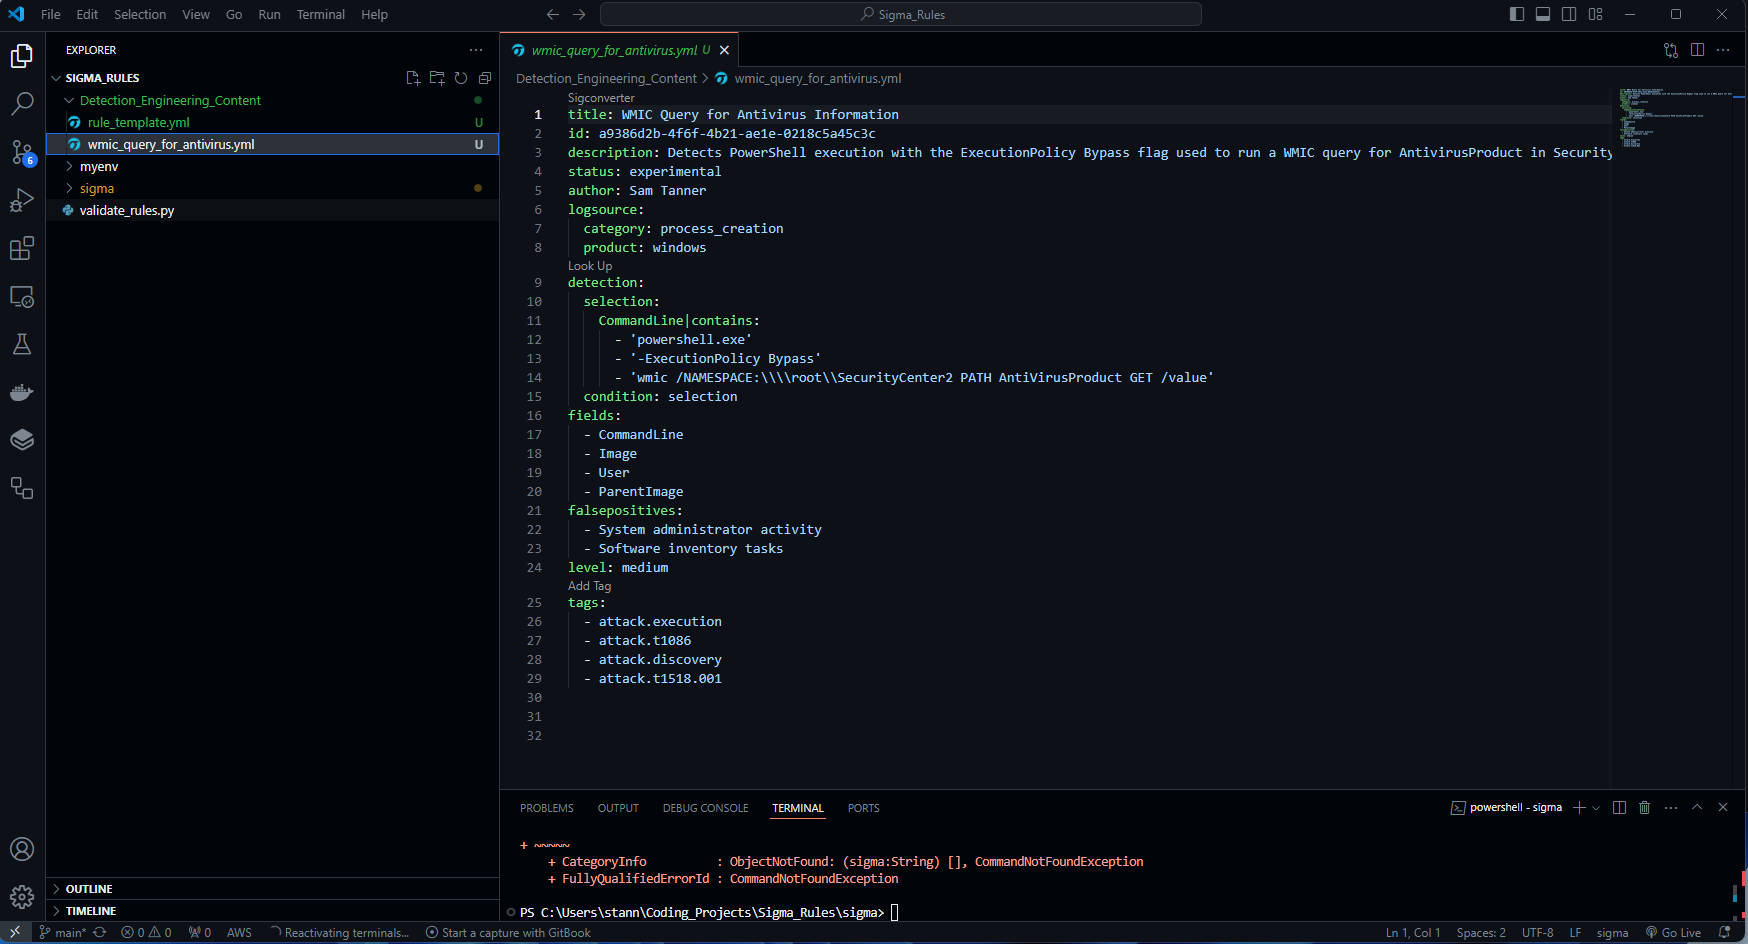 File Edit Selection View Go Run Terminal Help
Sigma_Rules
EXPLORER
SIGMA_RULES
Detection_Engineering_Content
rule_template.yml U
wmic_query_for_antivirus.yml U
myenv
sigma
validate_rules.py
6
OUTLINE
TIMELINE
wmic_query_for_antivirus.yml U
Detection_Engineering_Content > wmic_query_for_antivirus.yml
Sigconverter
1 title: WMIC Query for Antivirus Information
2 id: a9386d2b-4f6f-4b21-ae1e-0218c5a45c3c
3 description: Detects PowerShell execution with the ExecutionPolicy Bypass flag used to run a WMIC query for AntivirusProduct in Security
4 status: experimental
5 author: Sam Tanner
6 logsource:
7 category: process_creation
8 product: windows
Look Up
9 detection:
10 selection:
11 CommandLine|contains:
12 - 'powershell.exe'
13 - '-ExecutionPolicy Bypass'
14 - 'wmic /NAMESPACE:\\\\root\\SecurityCenter2 PATH AntiVirusProduct GET /value'
15 condition: selection
16 fields:
17 - CommandLine
18 - Image
19 - User
20 - ParentImage
21 falsepositives:
22 - System administrator activity
23 - Software inventory tasks
24 level: medium
Add Tag
25 tags:
26 - attack.execution
27 - attack.t1086
28 - attack.discovery
29 - attack.t1518.001
30
31
32
PROBLEMS OUTPUT DEBUG CONSOLE TERMINAL PORTS
powershell - sigma
+ ~~~~~
+ CategoryInfo : ObjectNotFound: (sigma:String) [], CommandNotFoundException
+ FullyQualifiedErrorId : CommandNotFoundException
PS C:\Users\stann\Coding_Projects\Sigma_Rules\sigma>
main* 0 0 0 AWS Reactivating terminals... Start a capture with GitBook
Ln 1, Col 1 Spaces: 2 UTF-8 LF sigma Go Live